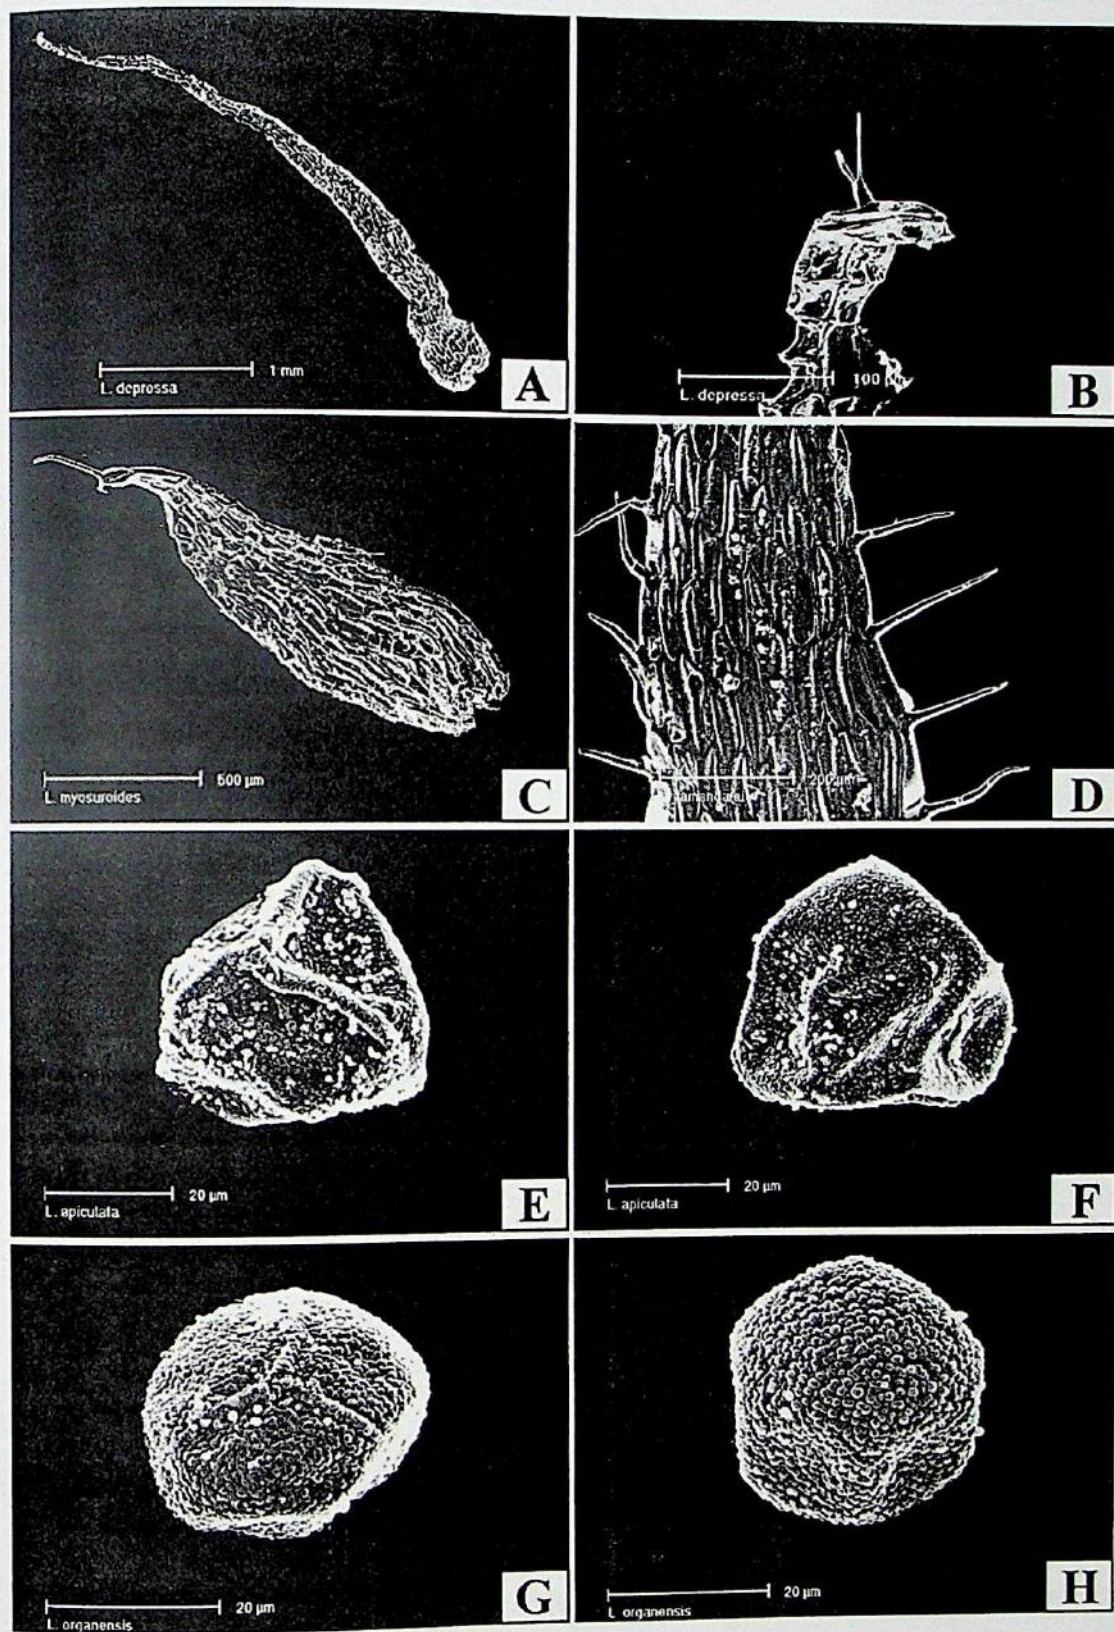 1 mm
L. depressa
A
100 µm
L. depressa
B
500 µm
L. myosuroides
C
200 µm
D
20 µm
L. apiculata
E
20 µm
L. apiculata
F
20 µm
L. organensis
G
20 µm
L. organensis
H